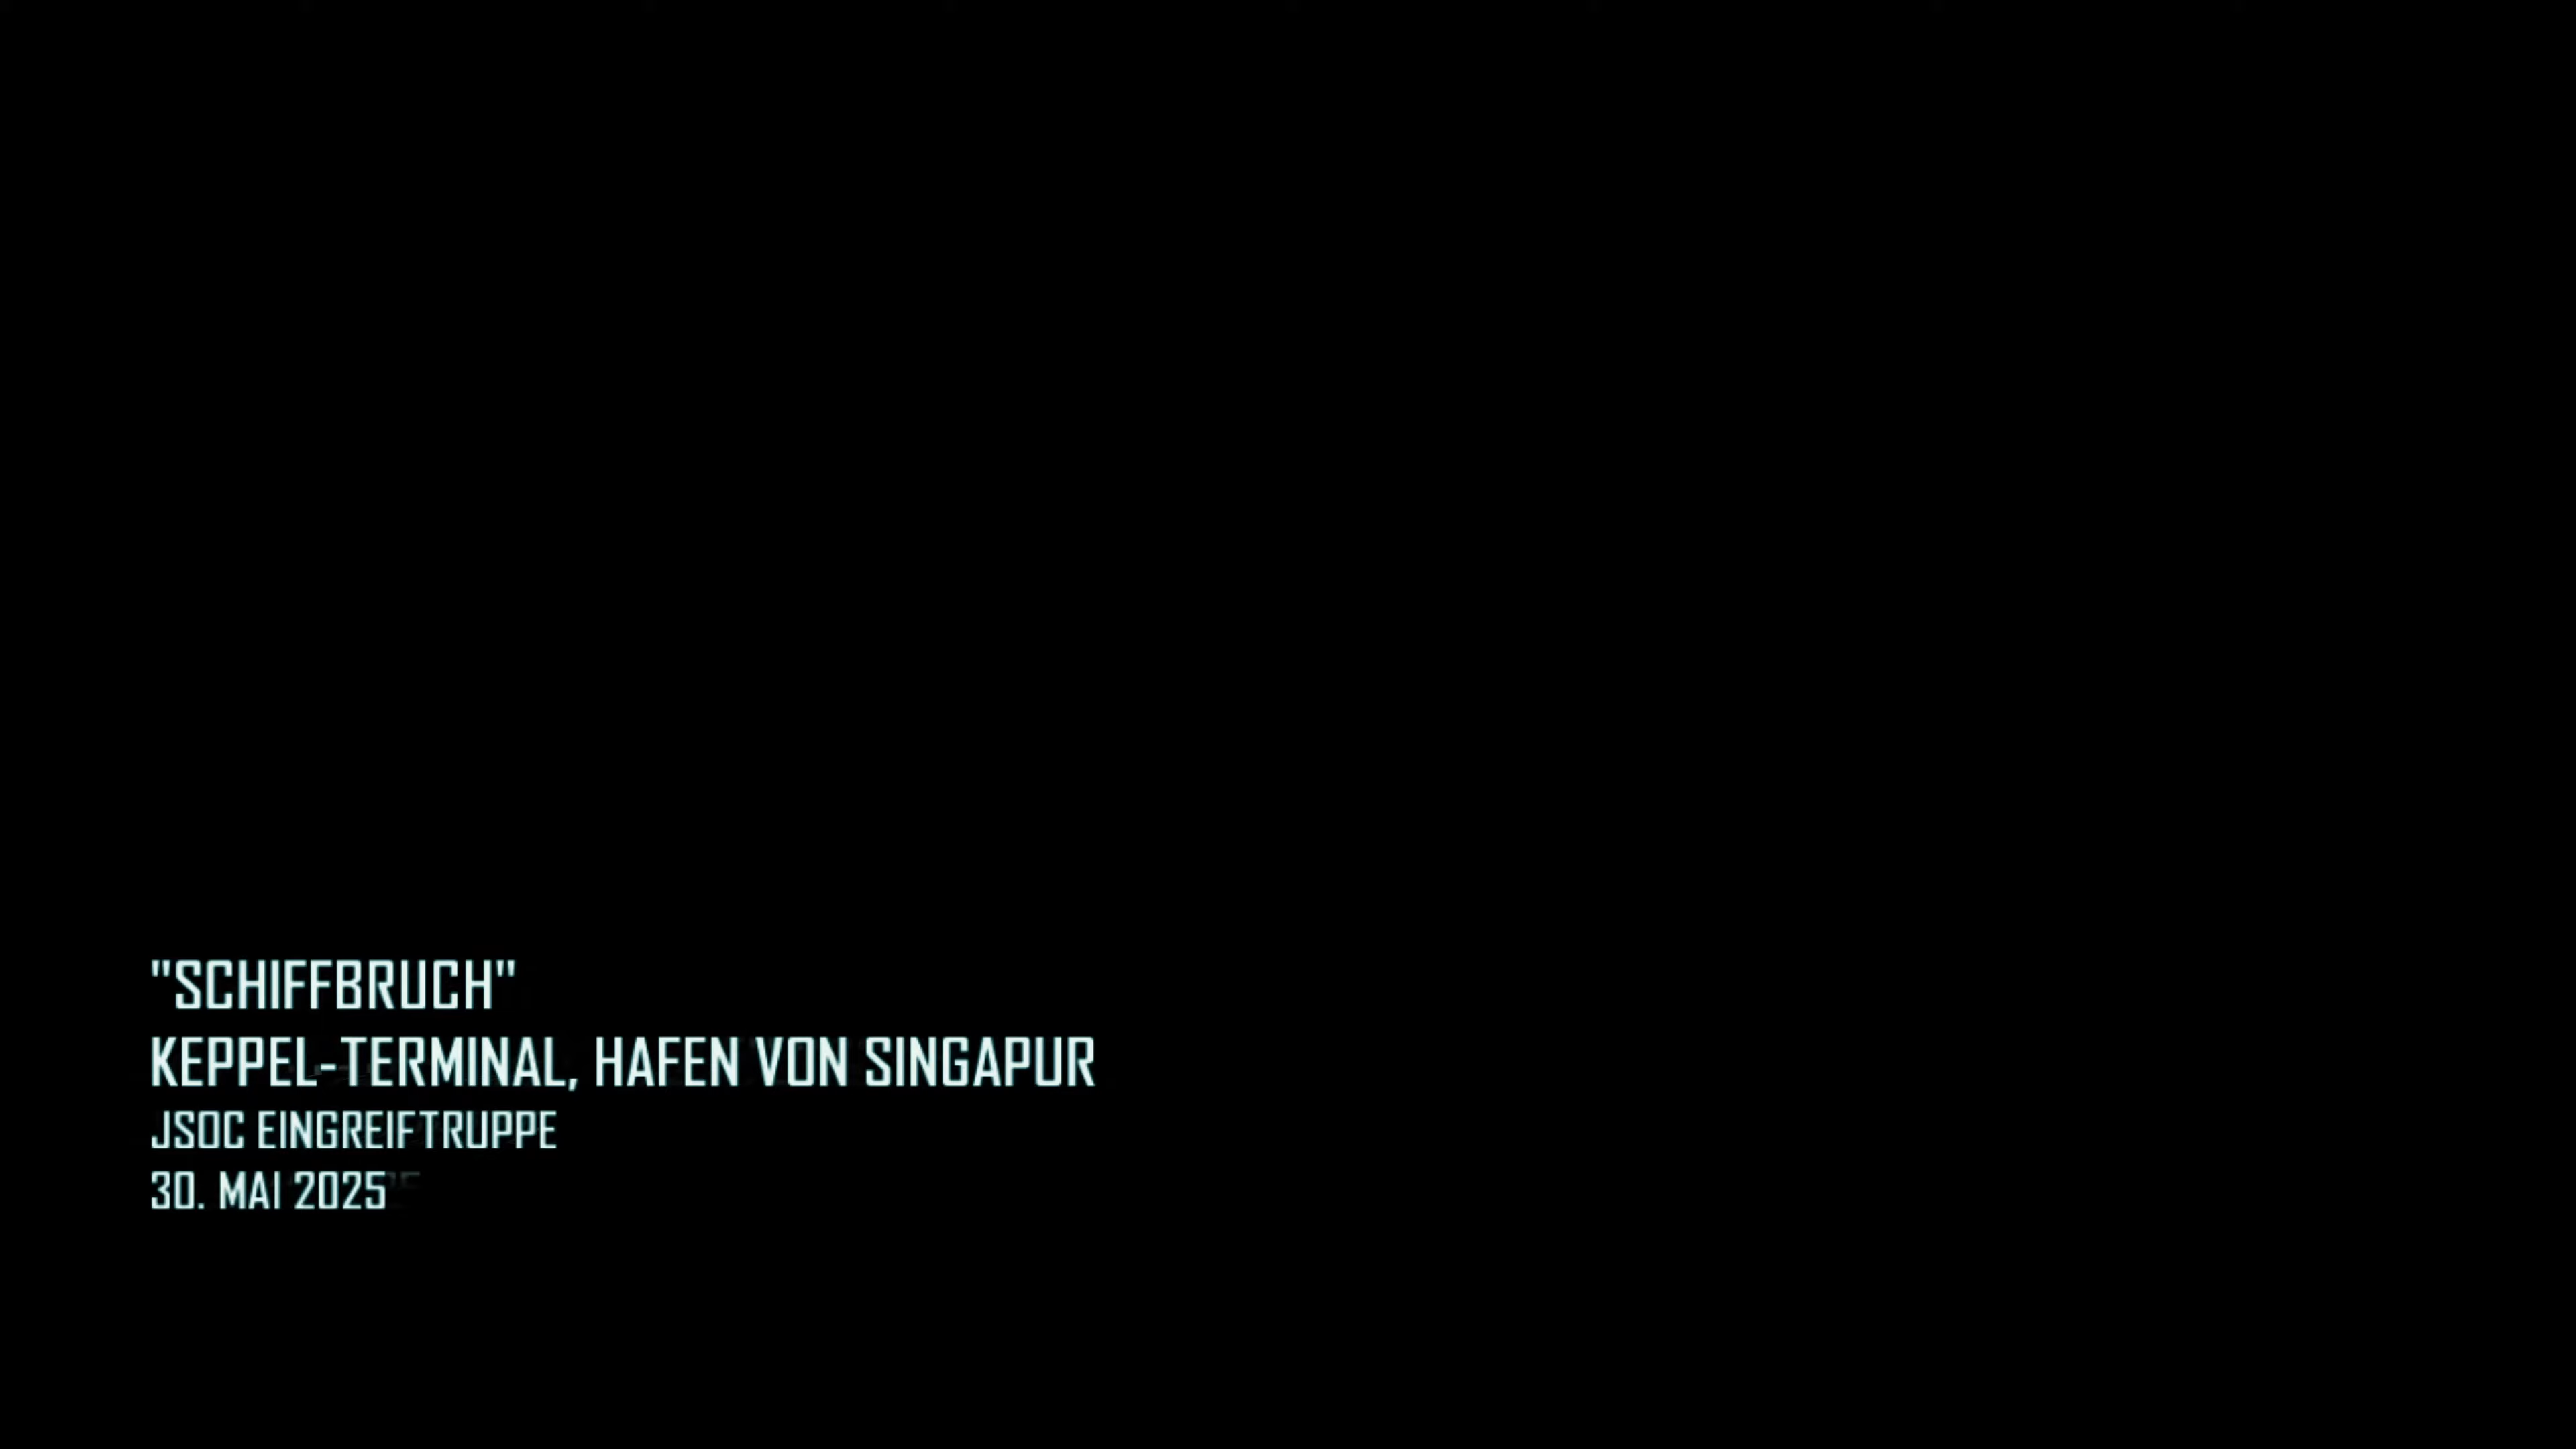 "SCHIFFBRUCH"
KEPPEL-TERMINAL, HAFEN VON SINGAPUR
JSOC EINGREIFTRUPPE
30. MAI 2025